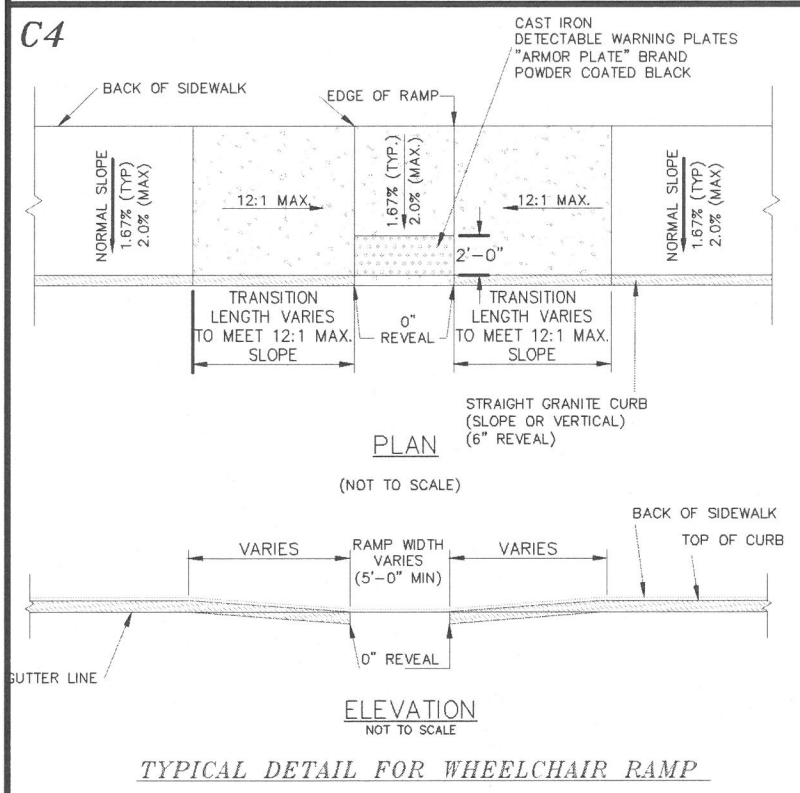 C4
CAST IRON
DETECTABLE WARNING PLATES
"ARMOR PLATE" BRAND
POWDER COATED BLACK
BACK OF SIDEWALK
EDGE OF RAMP
NORMAL SLOPE
1.67% (TYP)
2.0% (MAX)
12:1 MAX.
1.67% (TYP.)
2.0% (MAX.)
12:1 MAX.
NORMAL SLOPE
1.67% (TYP)
2.0% (MAX)
2'-0"
TRANSITION
LENGTH VARIES
TO MEET 12:1 MAX.
SLOPE
0"
REVEAL
TRANSITION
LENGTH VARIES
TO MEET 12:1 MAX.
SLOPE
STRAIGHT GRANITE CURB
(SLOPE OR VERTICAL)
(6" REVEAL)
PLAN
(NOT TO SCALE)
BACK OF SIDEWALK
TOP OF CURB
VARIES
RAMP WIDTH
VARIES
(5'-0" MIN)
VARIES
0" REVEAL
GUTTER LINE
ELEVATION
NOT TO SCALE
TYPICAL DETAIL FOR WHEELCHAIR RAMP